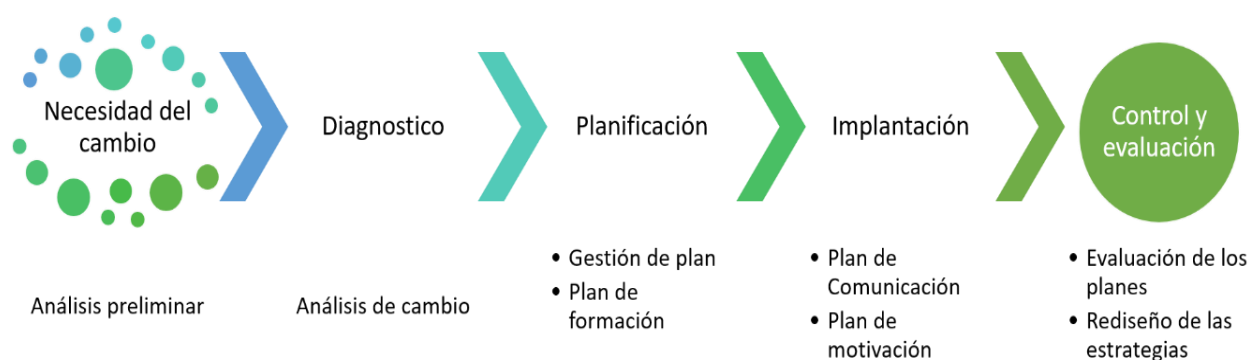 Necesidad del
cambio
Diagnostico
Planificación
Implantación
Control y
evaluación
Análisis preliminar
Análisis de cambio
• Gestión de plan
• Plan de
formación
• Plan de
Comunicación
• Plan de
motivación
• Evaluación de los
planes
• Rediseño de las
estrategias